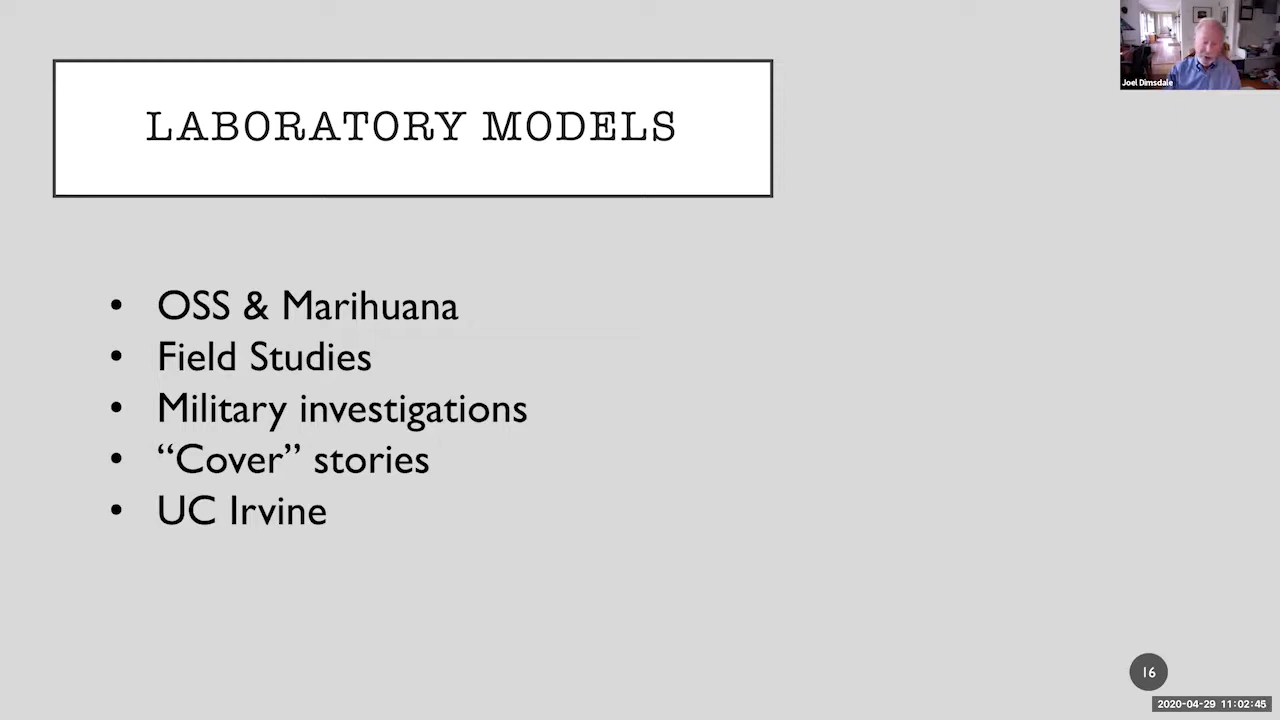 Joel Dimsdale
LABORATORY MODELS
• OSS & Marihuana
• Field Studies
• Military investigations
• “Cover” stories
• UC Irvine
16
2020-04-29 11:02:45